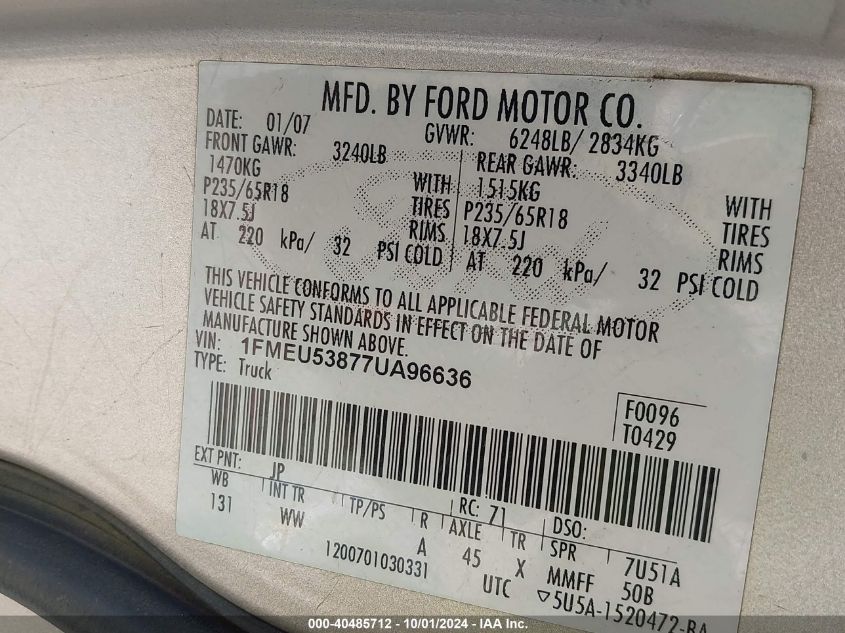 MFD. BY FORD MOTOR CO.
DATE: 01/07 GVWR: 6248LB/ 2834KG
FRONT GAWR: 3240LB REAR GAWR: 3340LB
1470KG WITH 1515KG WITH
P235/65R18 TIRES P235/65R18 TIRES
18X7.5J RIMS 18X7.5J RIMS
AT 220 kPa/ 32 PSI COLD AT 220 kPa/ 32 PSI COLD
THIS VEHICLE CONFORMS TO ALL APPLICABLE FEDERAL MOTOR
VEHICLE SAFETY STANDARDS IN EFFECT ON THE DATE OF
MANUFACTURE SHOWN ABOVE.
VIN: 1FMEU53877UA96636
TYPE: Truck
F0096
T0429
EXT PNT: JP RC: 71 DSO:
WB INT TR TP/PS R AXLE TR SPR 7U51A
131 WW A 45 X MMFF 50B
1200701030331 UTC ▽5U5A-1520472-BA
000-40485712 - 10/01/2024 - IAA Inc.